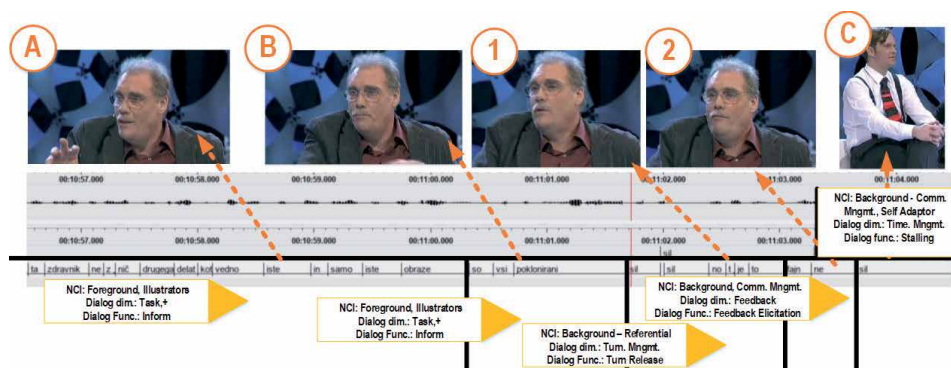 A
B
1
2
C
00:10:57.000 00:10:58.000 00:10:59.000 00:11:00.000 00:11:01.000 00:11:02.000 00:11:03.000 00:11:04.000
NCI: Background - Comm.
Mngmt., Self Adaptor
Dialog dim.: Time. Mngmt.
Dialog func.: Stalling
00:10:57.000 00:10:58.000 00:10:59.000 00:11:00.000 00:11:01.000 00:11:02.000 00:11:03.000
sil
ta zdravnik ne z nič drugega delat kot vedno iste in samo iste obraze so vsi poklonirani sil sil no t je to fajn ne sil
NCI: Foreground, Illustrators
Dialog dim.: Task,+
Dialog Func.: Inform
NCI: Foreground, Illustrators
Dialog dim.: Task,+
Dialog Func.: Inform
NCI: Background – Referential
Dialog dim.: Turn. Mngmt.
Dialog Func.: Turn Release
NCI: Background, Comm. Mngmt.
Dialog dim.: Feedback
Dialog Func.: Feedback Elicitation